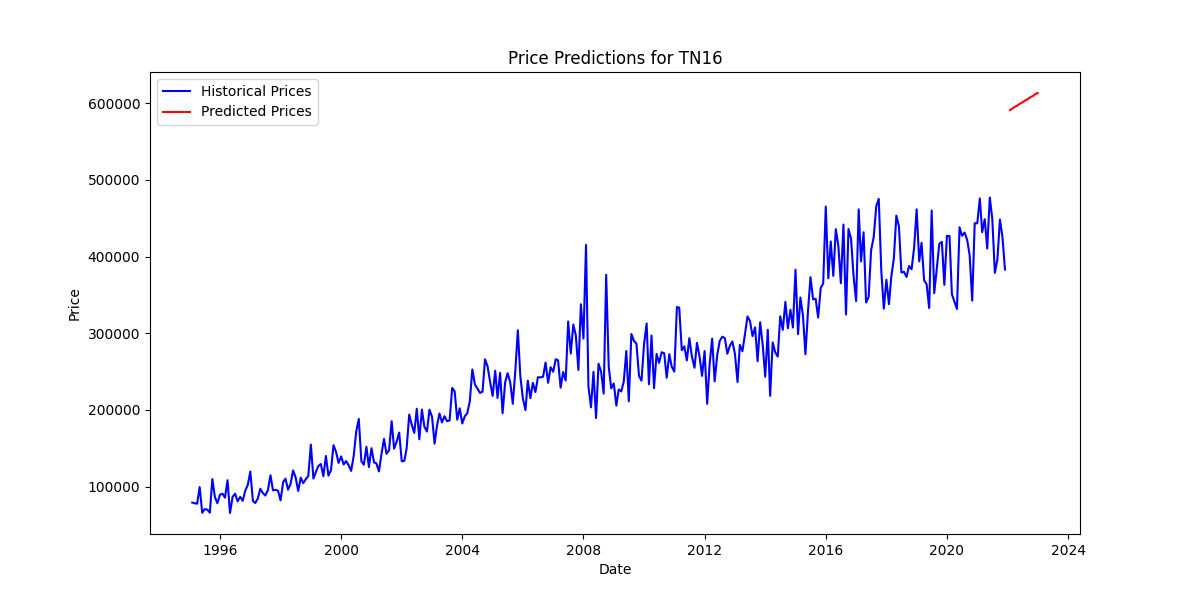 Price Predictions for TN16
Historical Prices
Predicted Prices
600000
500000
400000
300000
200000
100000
Price
1996
2000
2004
2008
2012
2016
2020
2024
Date